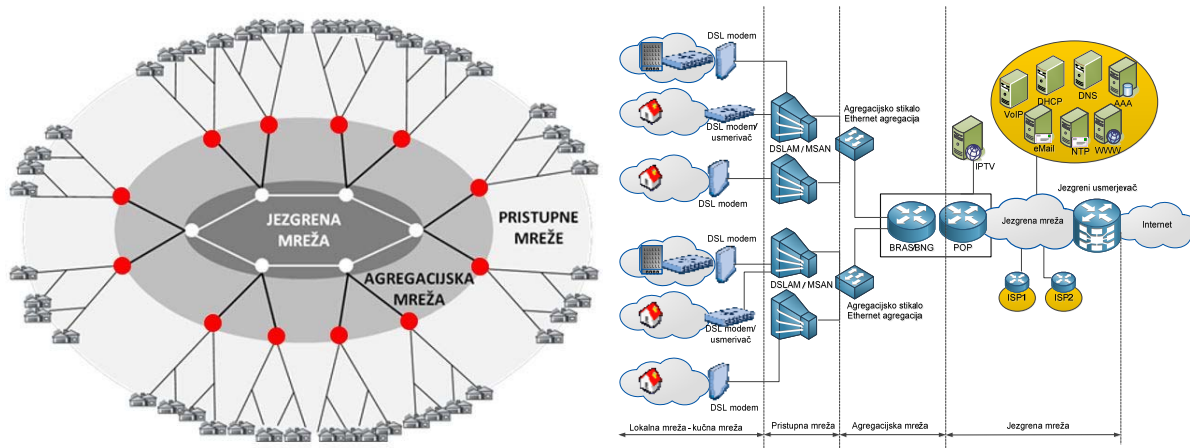 JEZGRENA
MREŽA
PRISTUPNE
MREŽE
AGREGACIJSKA
MREŽA
DSL modem
DSL modem/
usmerivač
DSL modem
DSLAM / MSAN
Agregacijsko stikalo
Ethernet agregacija
DSL modem
DSL modem/
usmerivač
DSL modem
DSLAM / MSAN
Agregacijsko stikalo
Ethernet agregacija
BRAS/BNG
POP
IPTV
VoIP
DHCP
DNS
AAA
eMail
NTP
WWW
Jezgreni usmerjevač
Jezgrena mreža
Internet
ISP1
ISP2
Lokalna mreža - kučna mreža
Pristupna mreža
Agregacijska mreža
Jezgrena mreža